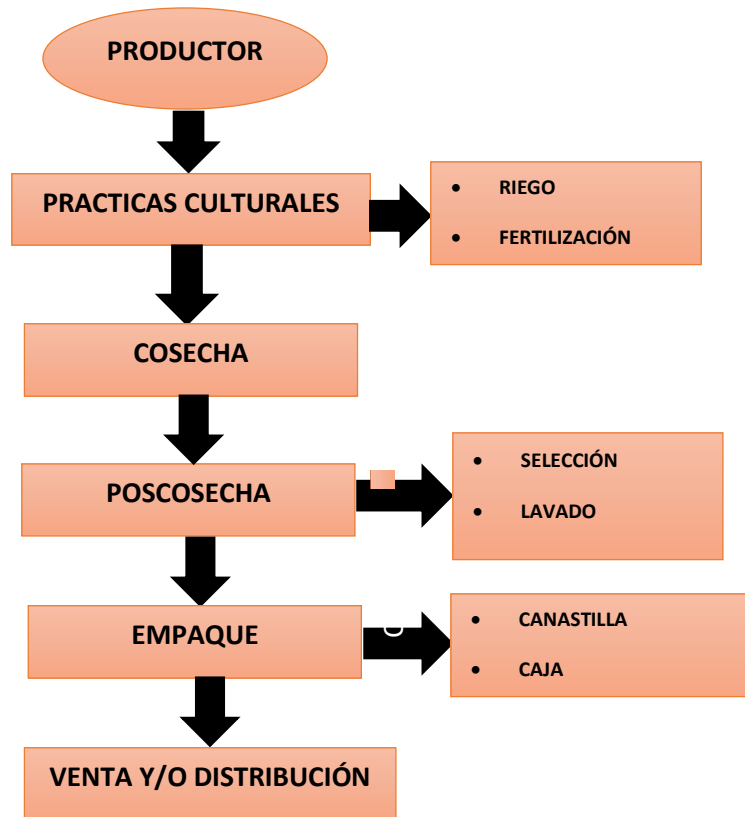 PRODUCTOR
PRACTICAS CULTURALES
• RIEGO
• FERTILIZACIÓN
COSECHA
POSCOSECHA
• SELECCIÓN
• LAVADO
EMPAQUE
• CANASTILLA
• CAJA
VENTA Y/O DISTRIBUCIÓN